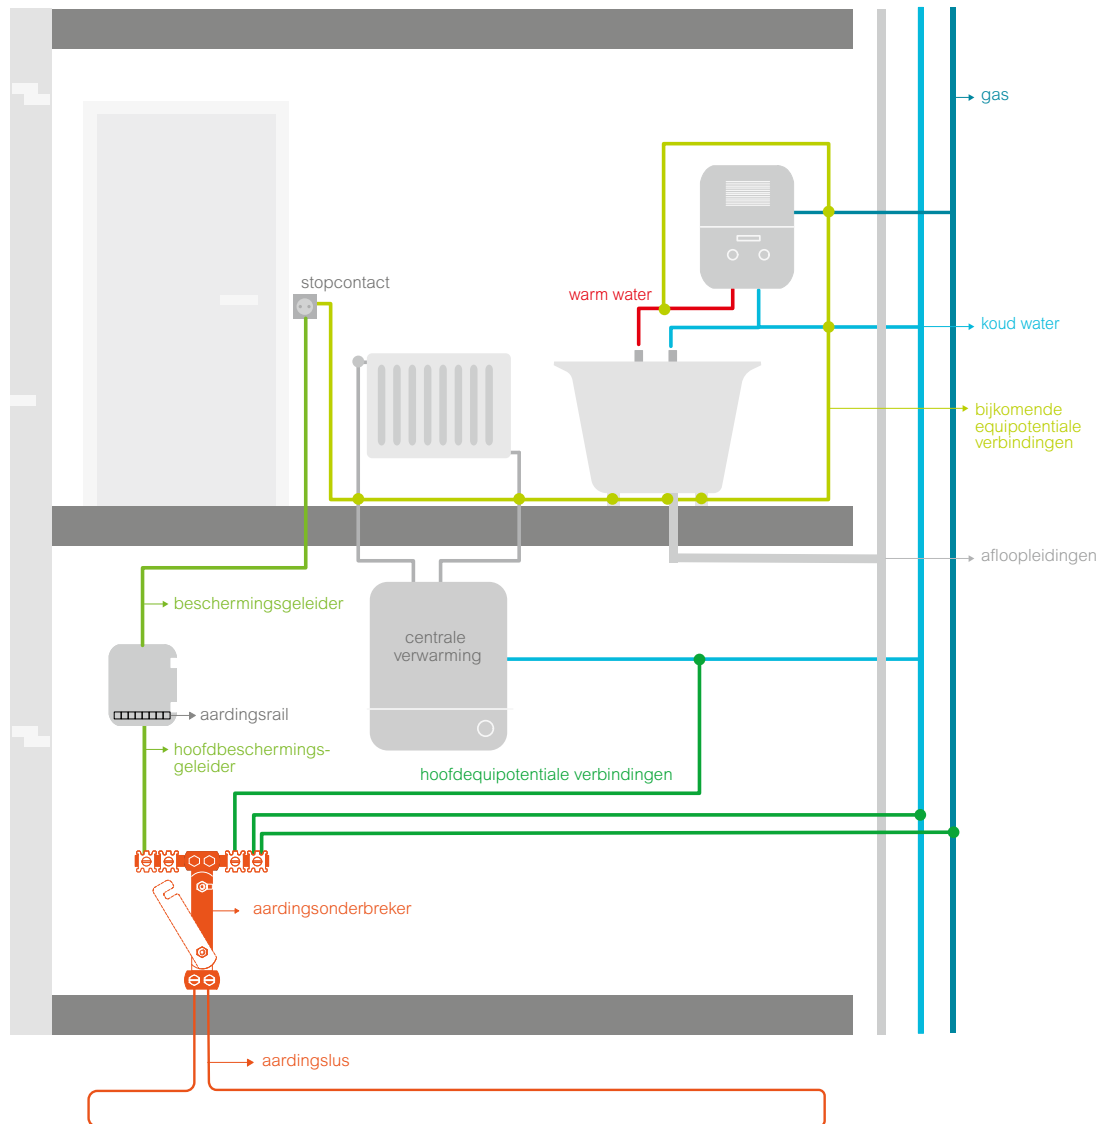 gas
stopcontact
warm water
koud water
bijkomende
equipotentiale
verbindingen
afloopleidingen
beschermingsgeleider
centrale
verwarming
aardingsrail
hoofdbeschermings-
geleider
hoofdequipotentiale verbindingen
aardingsonderbreker
aardingslus